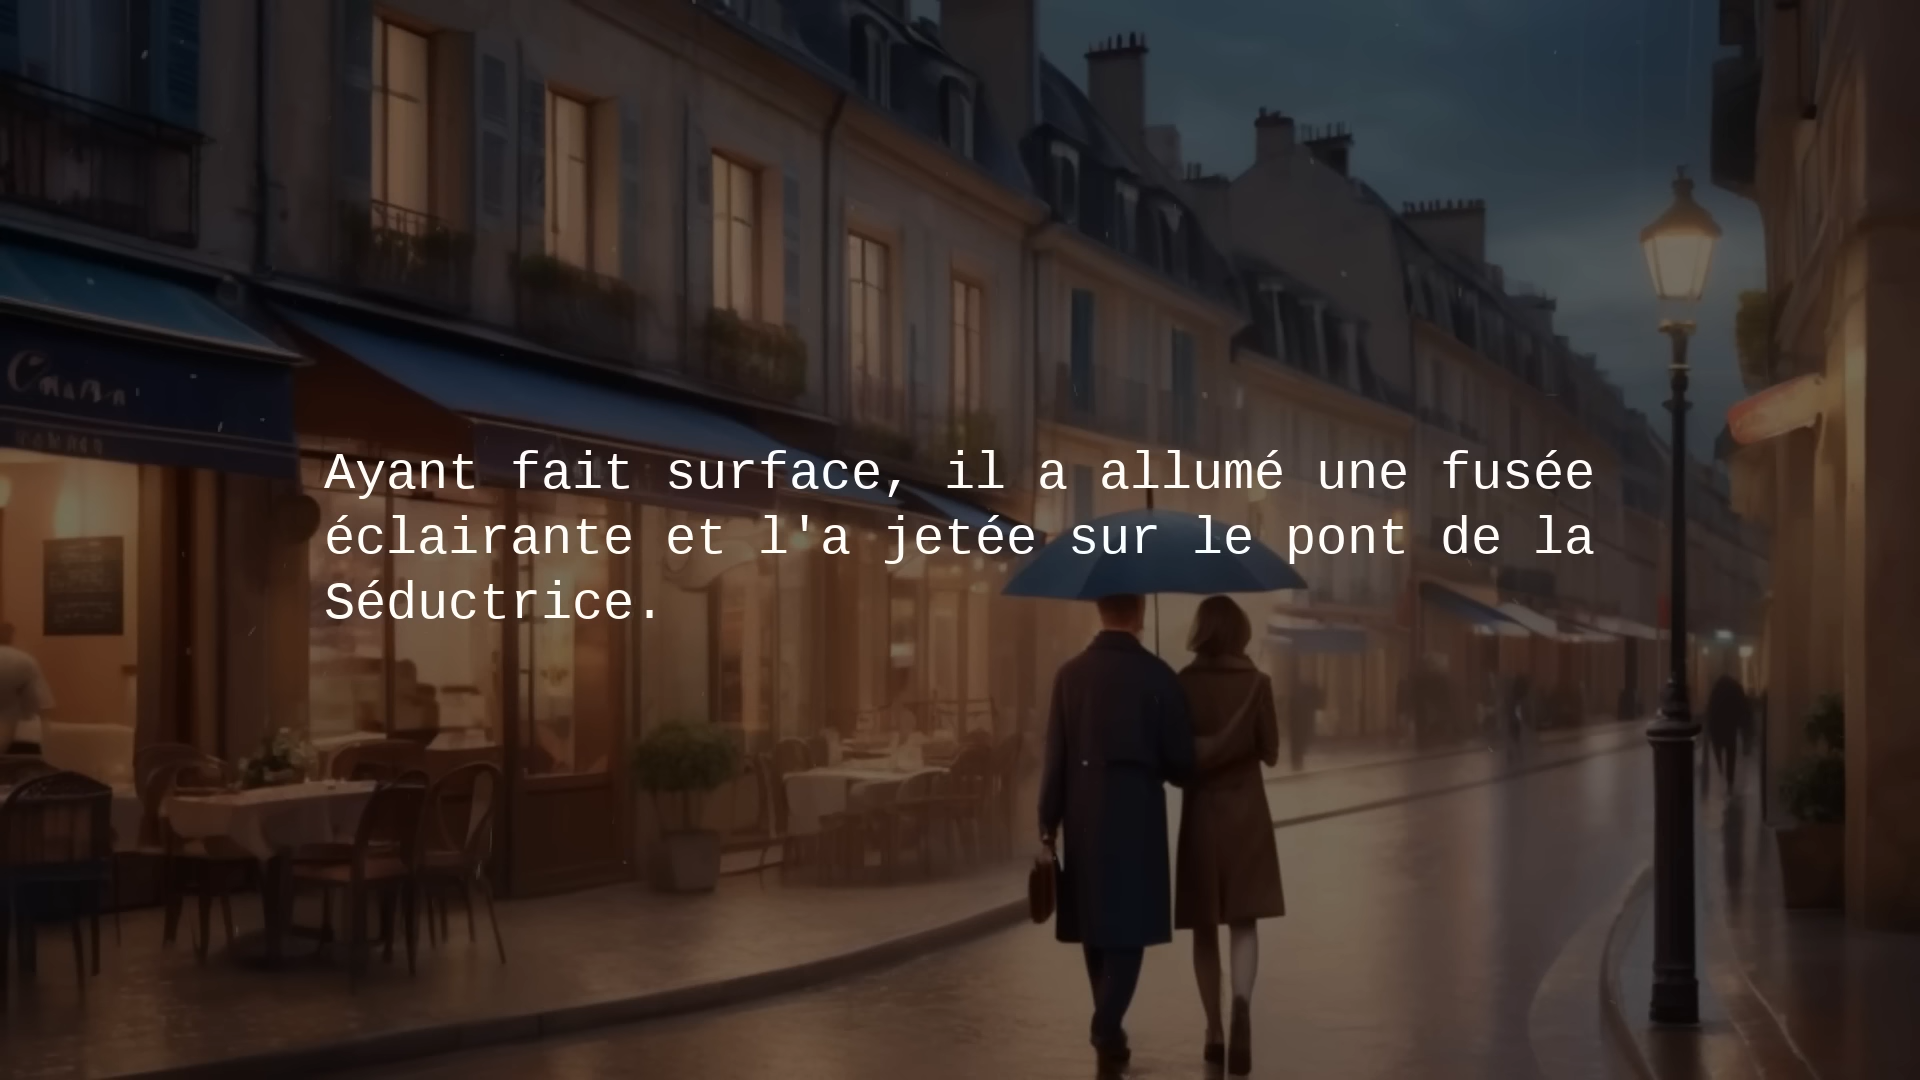 Ayant fait surface, il a allumé une fusée
éclairante et l'a jetée sur le pont de la
Séductrice.